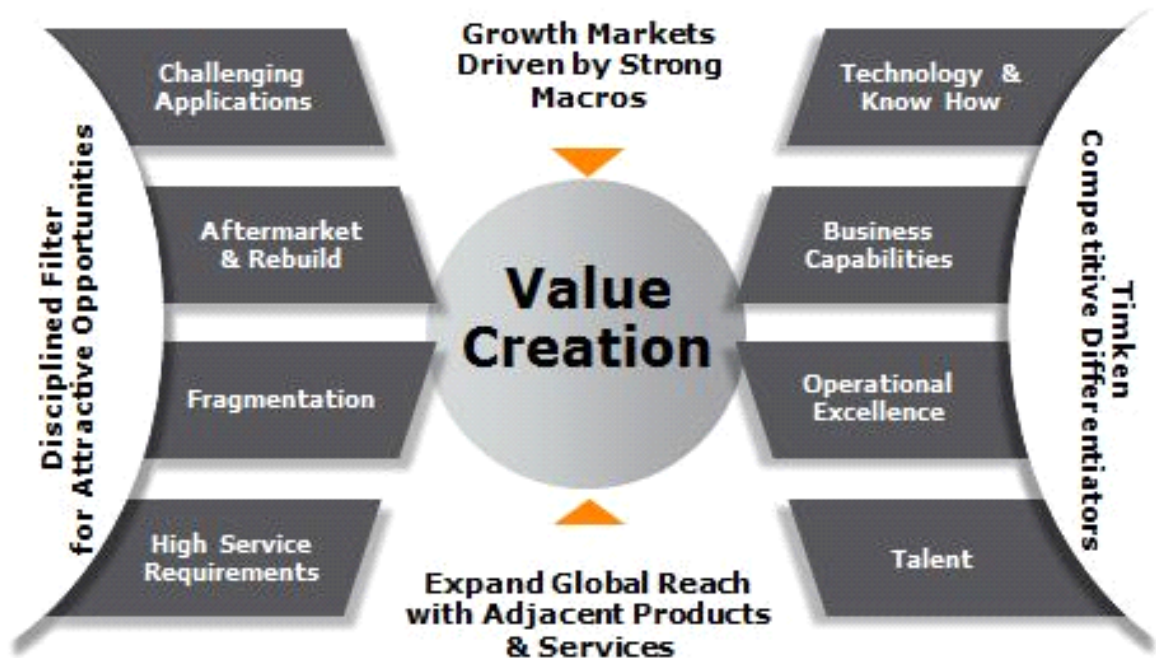 Disciplined Filter
for Attractive Opportunities
Challenging
Applications
Aftermarket
& Rebuild
Fragmentation
High Service
Requirements
Growth Markets
Driven by Strong
Macros
Value
Creation
Expand Global Reach
with Adjacent Products
& Services
Technology &
Know How
Business
Capabilities
Operational
Excellence
Talent
Timken
Competitive Differentiators